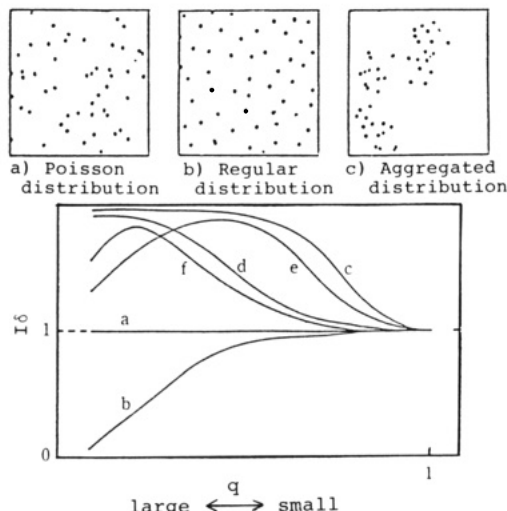 a) Poisson
distribution
b) Regular
distribution
c) Aggregated
distribution
d
c
f
e
a
1
Iδ
b
0
1
q
large ↔ small